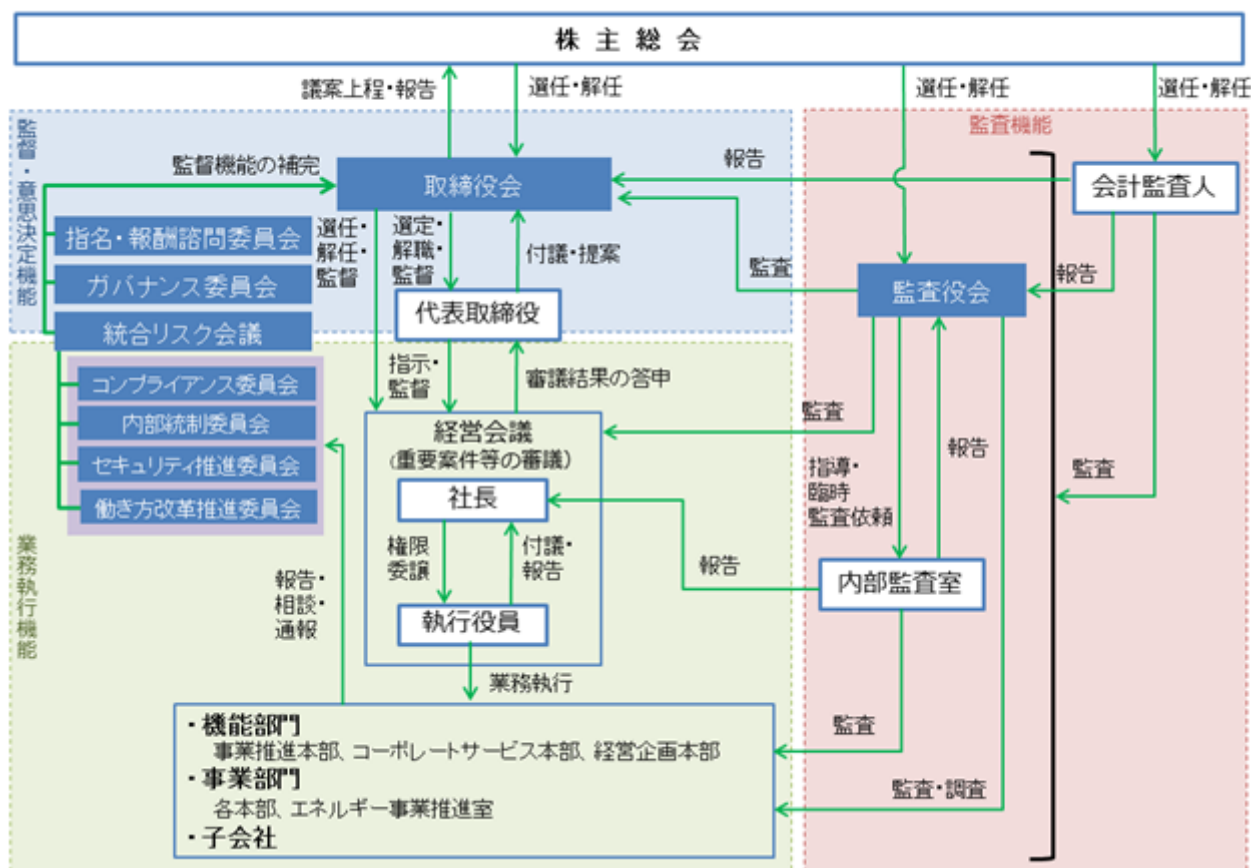 株主総会
議案上程・報告
選任・解任
選任・解任
選任・解任
監督・意思決定機能
監査機能
監督機能の補完
取締役会
報告
会計監査人
指名・報酬諮問委員会
選任・
解任・
監督
選定・
解職・
監督
付議・提案
監査
ガバナンス委員会
監査役会
報告
代表取締役
統合リスク会議
指示・
監督
審議結果の答申
コンプライアンス委員会
内部統制委員会
セキュリティ推進委員会
働き方改革推進委員会
監査
経営会議
(重要案件等の審議)
報告
指導・
臨時
監査依頼
監査
社長
権限
委譲
付議・
報告
報告
内部監査室
執行役員
業務執行機能
報告・
相談・
通報
業務執行
・機能部門
事業推進本部、コーポレートサービス本部、経営企画本部
・事業部門
各本部、エネルギー事業推進室
・子会社
監査
監査・調査